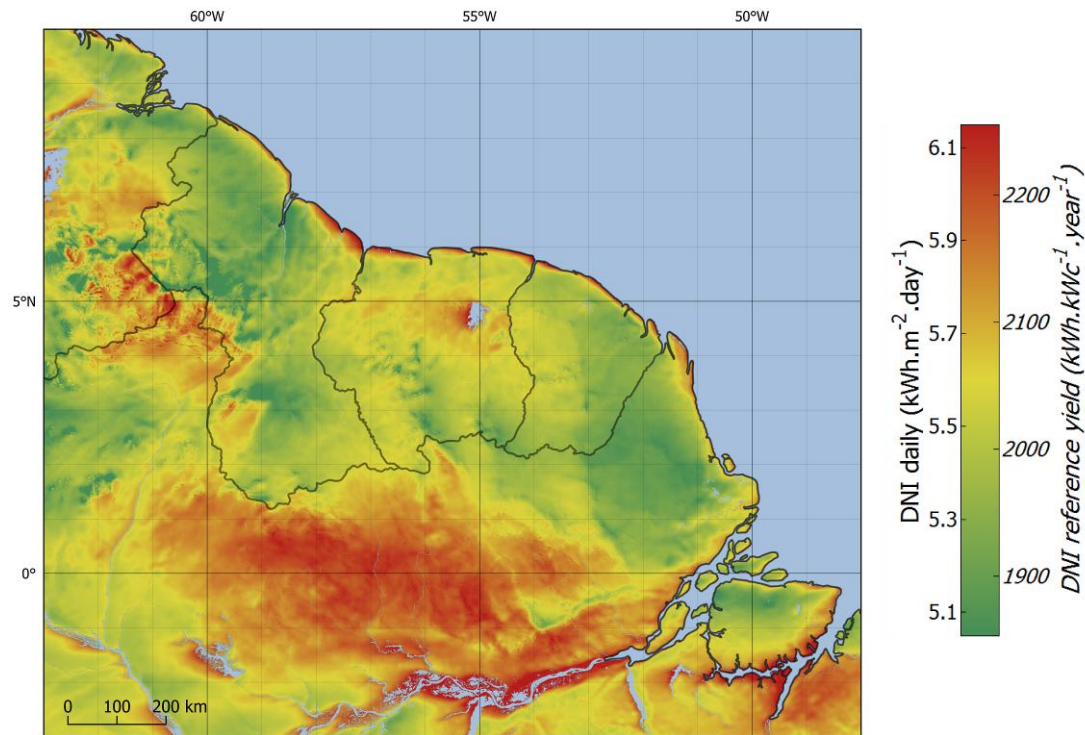 60°W 55°W 50°W
5°N
0°
0 100 200 km
DNI daily (kWh.m⁻².day⁻¹)
6.1
5.9
5.7
5.5
5.3
5.1
2200
2100
2000
1900
DNI reference yield (kWh.kWc⁻¹.year⁻¹)